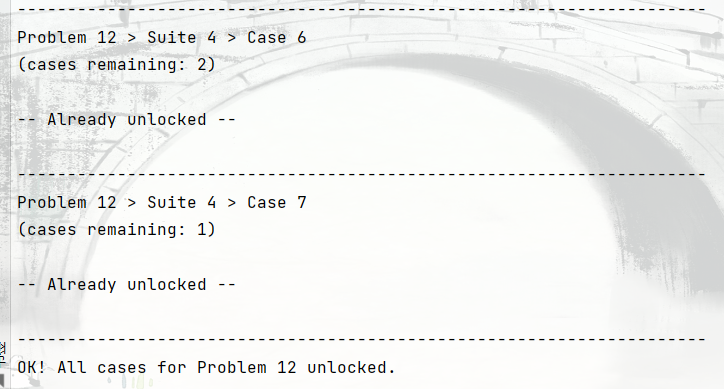 ---------------------------------------------------------------------
Problem 12 > Suite 4 > Case 6
(cases remaining: 2)
-- Already unlocked --
---------------------------------------------------------------------
Problem 12 > Suite 4 > Case 7
(cases remaining: 1)
-- Already unlocked --
---------------------------------------------------------------------
OK! All cases for Problem 12 unlocked.